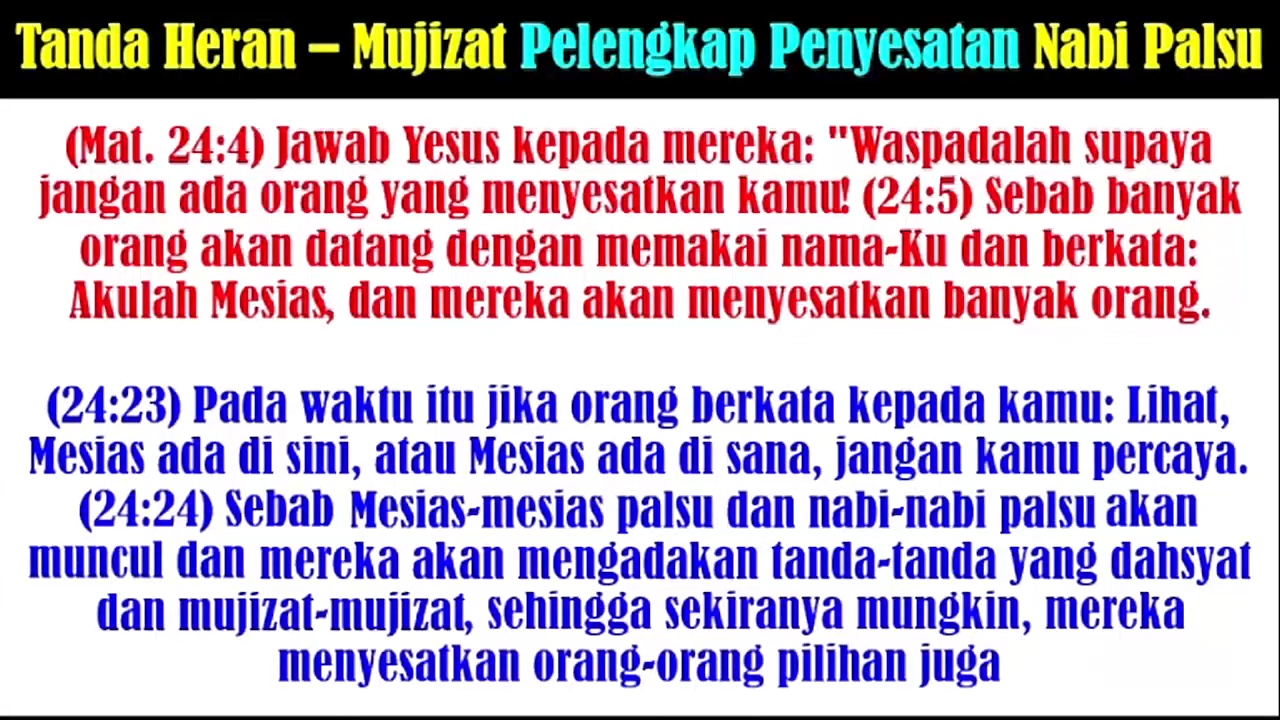 Tanda Heran – Mujizat Pelengkap Penyesatan Nabi Palsu
(Mat. 24:4) Jawab Yesus kepada mereka: "Waspadalah supaya
jangan ada orang yang menyesatkan kamu! (24:5) Sebab banyak
orang akan datang dengan memakai nama-Ku dan berkata:
Akulah Mesias, dan mereka akan menyesatkan banyak orang.
(24:23) Pada waktu itu jika orang berkata kepada kamu: Lihat,
Mesias ada di sini, atau Mesias ada di sana, jangan kamu percaya.
(24:24) Sebab Mesias-mesias palsu dan nabi-nabi palsu akan
muncul dan mereka akan mengadakan tanda-tanda yang dahsyat
dan mujizat-mujizat, sehingga sekiranya mungkin, mereka
menyesatkan orang-orang pilihan juga